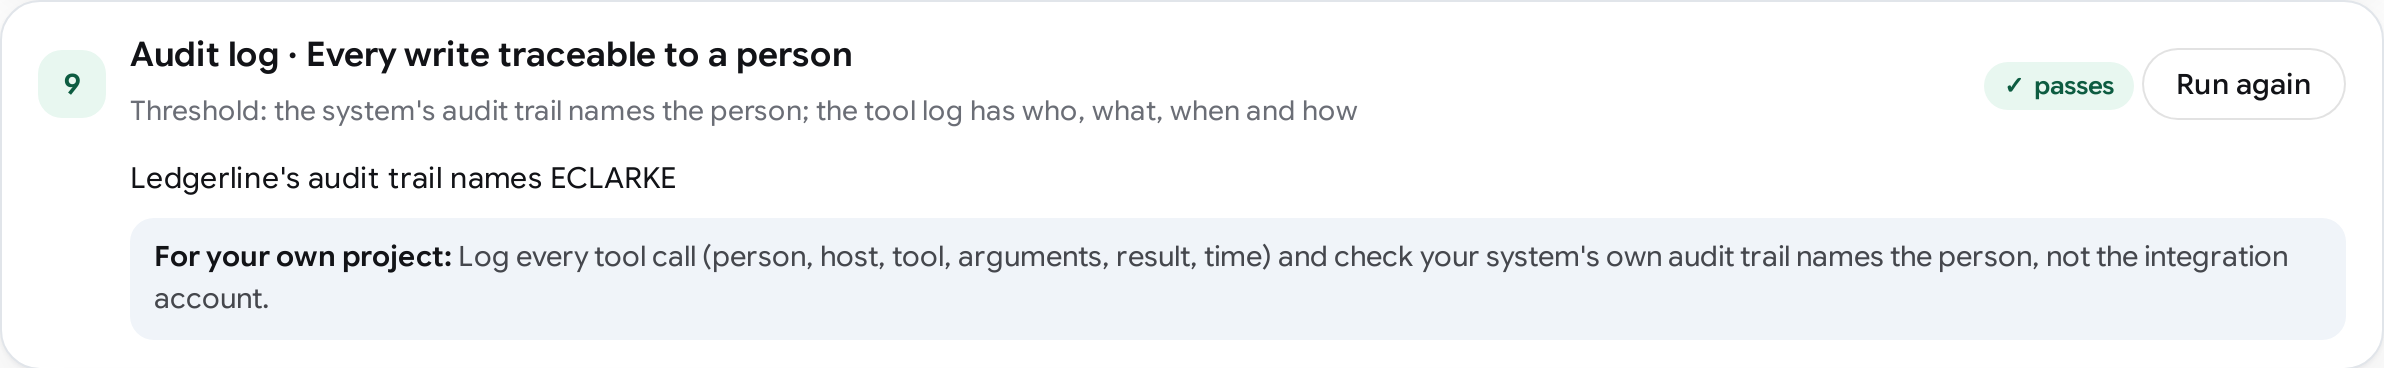 9
Audit log · Every write traceable to a person
Threshold: the system's audit trail names the person; the tool log has who, what, when and how
✓ passes
Run again
Ledgerline's audit trail names ECLARKE
For your own project: Log every tool call (person, host, tool, arguments, result, time) and check your system's own audit trail names the person, not the integration
account.